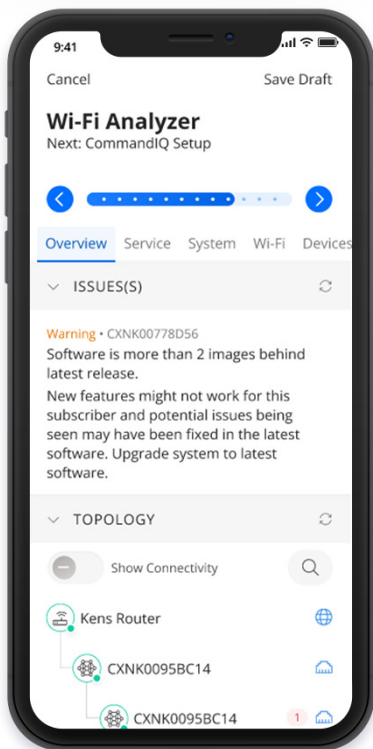 9:41
Cancel Save Draft
Wi-Fi Analyzer
Next: CommandIQ Setup
Overview Service System Wi-Fi Devices
ISSUES(S)
Warning • CXNK00778D56
Software is more than 2 images behind
latest release.
New features might not work for this
subscriber and potential issues being
seen may have been fixed in the latest
software. Upgrade system to latest
software.
TOPOLOGY
Show Connectivity
Kens Router
CXNK0095BC14
CXNK0095BC14 1